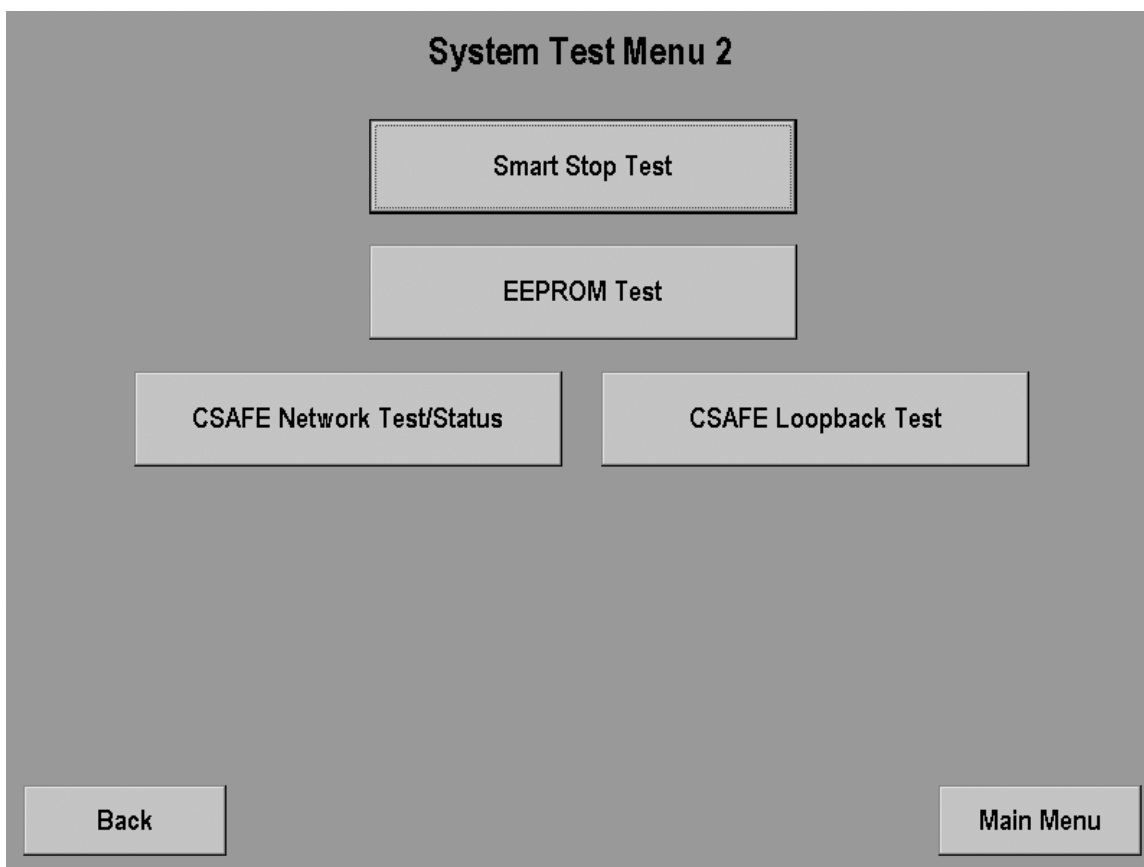 System Test Menu 2
Smart Stop Test
EEPROM Test
CSAFE Network Test/Status
CSAFE Loopback Test
Back
Main Menu